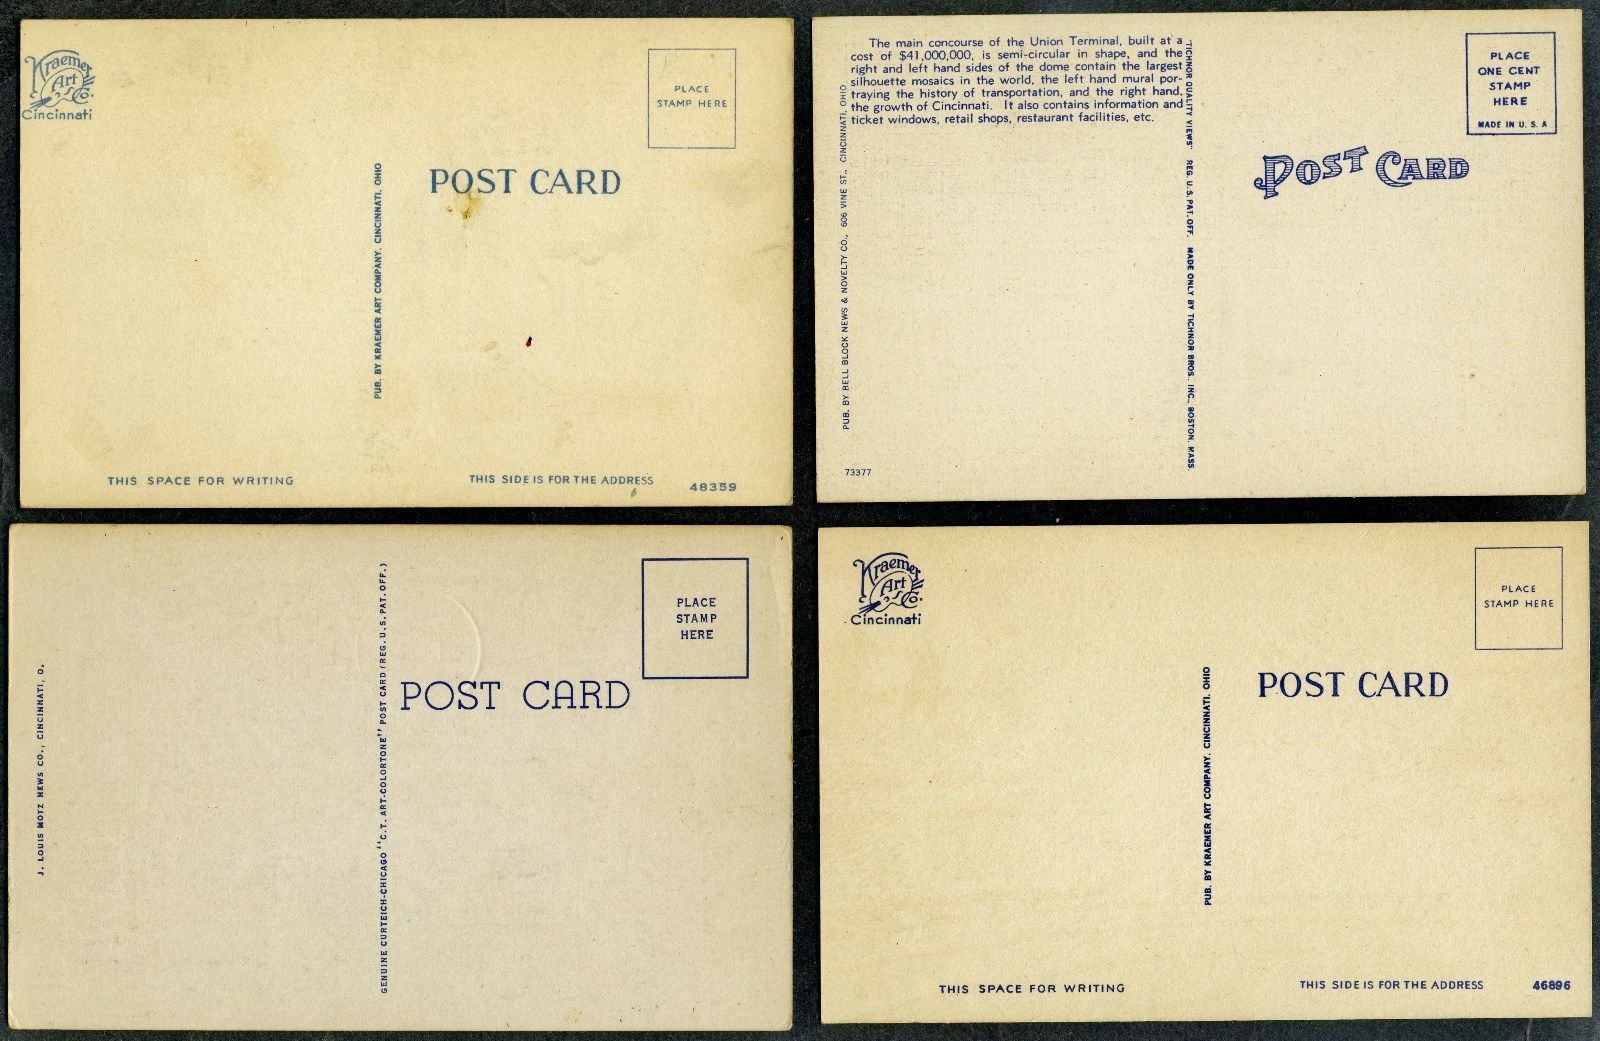 Kraemer
Art
Co.
Cincinnati
PLACE
STAMP HERE
POST CARD
PUB. BY KRAEMER ART COMPANY, CINCINNATI, OHIO
THIS SPACE FOR WRITING
THIS SIDE IS FOR THE ADDRESS
48359
The main concourse of the Union Terminal, built at a
cost of $41,000,000, is semi-circular in shape, and the
right and left hand sides of the dome contain the largest
silhouette mosaics in the world, the left hand mural por-
traying the history of transportation, and the right hand,
the growth of Cincinnati. It also contains information and
ticket windows, retail shops, restaurant facilities, etc.
PUB. BY BELL BLOCK NEWS & NOVELTY CO., 606 VINE ST., CINCINNATI, OHIO
"TICHNOR QUALITY VIEWS" REG. U. S. PAT. OFF. MADE ONLY BY TICHNOR BROS., INC., BOSTON, MASS.
PLACE
ONE CENT
STAMP
HERE
MADE IN U. S. A
POST CARD
73377
J. LOUIS MOTZ NEWS CO., CINCINNATI, O.
GENUINE CURTEICH-CHICAGO "C.T. ART-COLORTONE" POST CARD (REG. U.S. PAT. OFF.)
PLACE
STAMP
HERE
POST CARD
Kraemer
Art
Co.
Cincinnati
PLACE
STAMP HERE
POST CARD
PUB. BY KRAEMER ART COMPANY, CINCINNATI, OHIO
THIS SPACE FOR WRITING
THIS SIDE IS FOR THE ADDRESS
46896